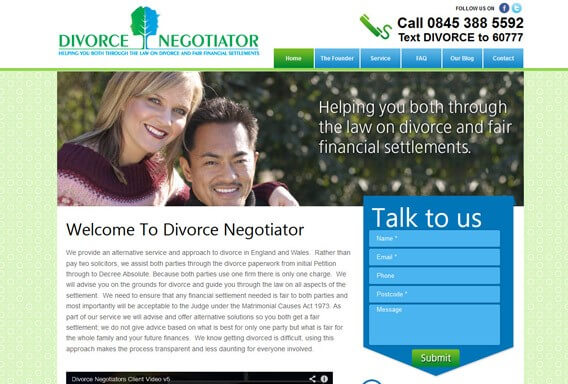 FOLLOW US ON
DIVORCE NEGOTIATOR
HELPING YOU BOTH THROUGH THE LAW ON DIVORCE AND FAIR FINANCIAL SETTLEMENTS.
Call 0845 388 5592
Text DIVORCE to 60777
Home The Founder Service FAQ Our Blog Contact
Helping you both through
the law on divorce and fair
financial settlements.
Welcome To Divorce Negotiator
We provide an alternative service and approach to divorce in England and Wales. Rather than
pay two solicitors, we assist both parties through the divorce paperwork from initial Petition
through to Decree Absolute. Because both parties use one firm there is only one charge. We
will advise you on the grounds for divorce and guide you through the law on all aspects of the
settlement. We need to ensure that any financial settlement needed is fair to both parties and
most importantly will be acceptable to the Judge under the Matrimonial Causes Act 1973. As
part of our service we will advise and offer alternative solutions so you both get a fair
settlement; we do not give advice based on what is best for only one party but what is fair for
the whole family and your future finances. We know getting divorced is difficult, using this
approach makes the process transparent and less daunting for everyone involved.
Divorce Negotiators Client Video v5
Talk to us
Name *
Email *
Phone
Postcode *
Message
Submit